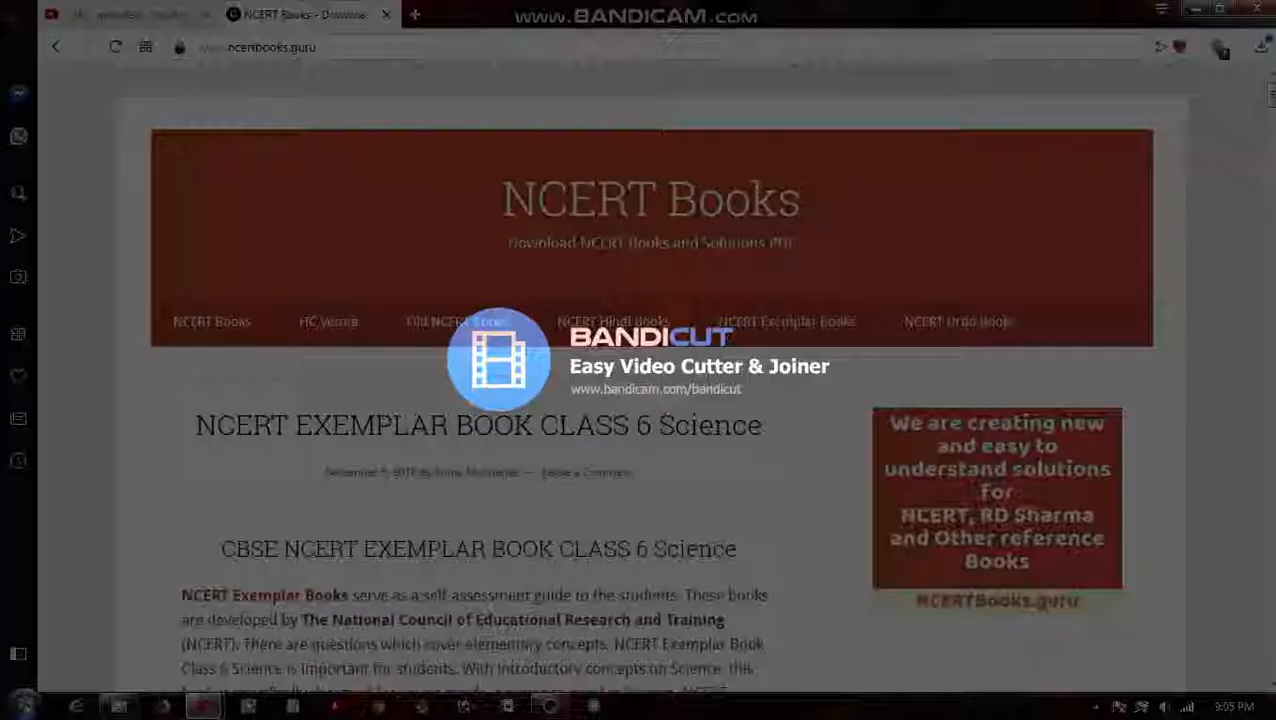 NCERT Books - Downloa
www.BANDICAM.com
ncertbooks.guru
NCERT Books
Download NCERT Books and Solutions PDF
NCERT Books
HC Verma
Old NCERT
NCERT Hindi Books
NCERT Exemplar Books
NCERT Urdu Book
BANDICUT
Easy Video Cutter & Joiner
www.bandicam.com/bandicut
NCERT EXEMPLAR BOOK CLASS 6 Science
Leave a Comment
CBSE NCERT EXEMPLAR BOOK CLASS 6 Science
NCERT Exemplar Books serve as a self-assessment guide to the students. These books
are developed by The National Council of Educational Research and Training
(NCERT). There are questions which cover elementary concepts. NCERT Exemplar Book
Class 6 Science is important for students. With introductory concepts on Science, this
We are creating new
and easy to
understand solutions
for
NCERT, RD Sharma
and Other reference
Books
NCERTBooks.guru
9:05 PM